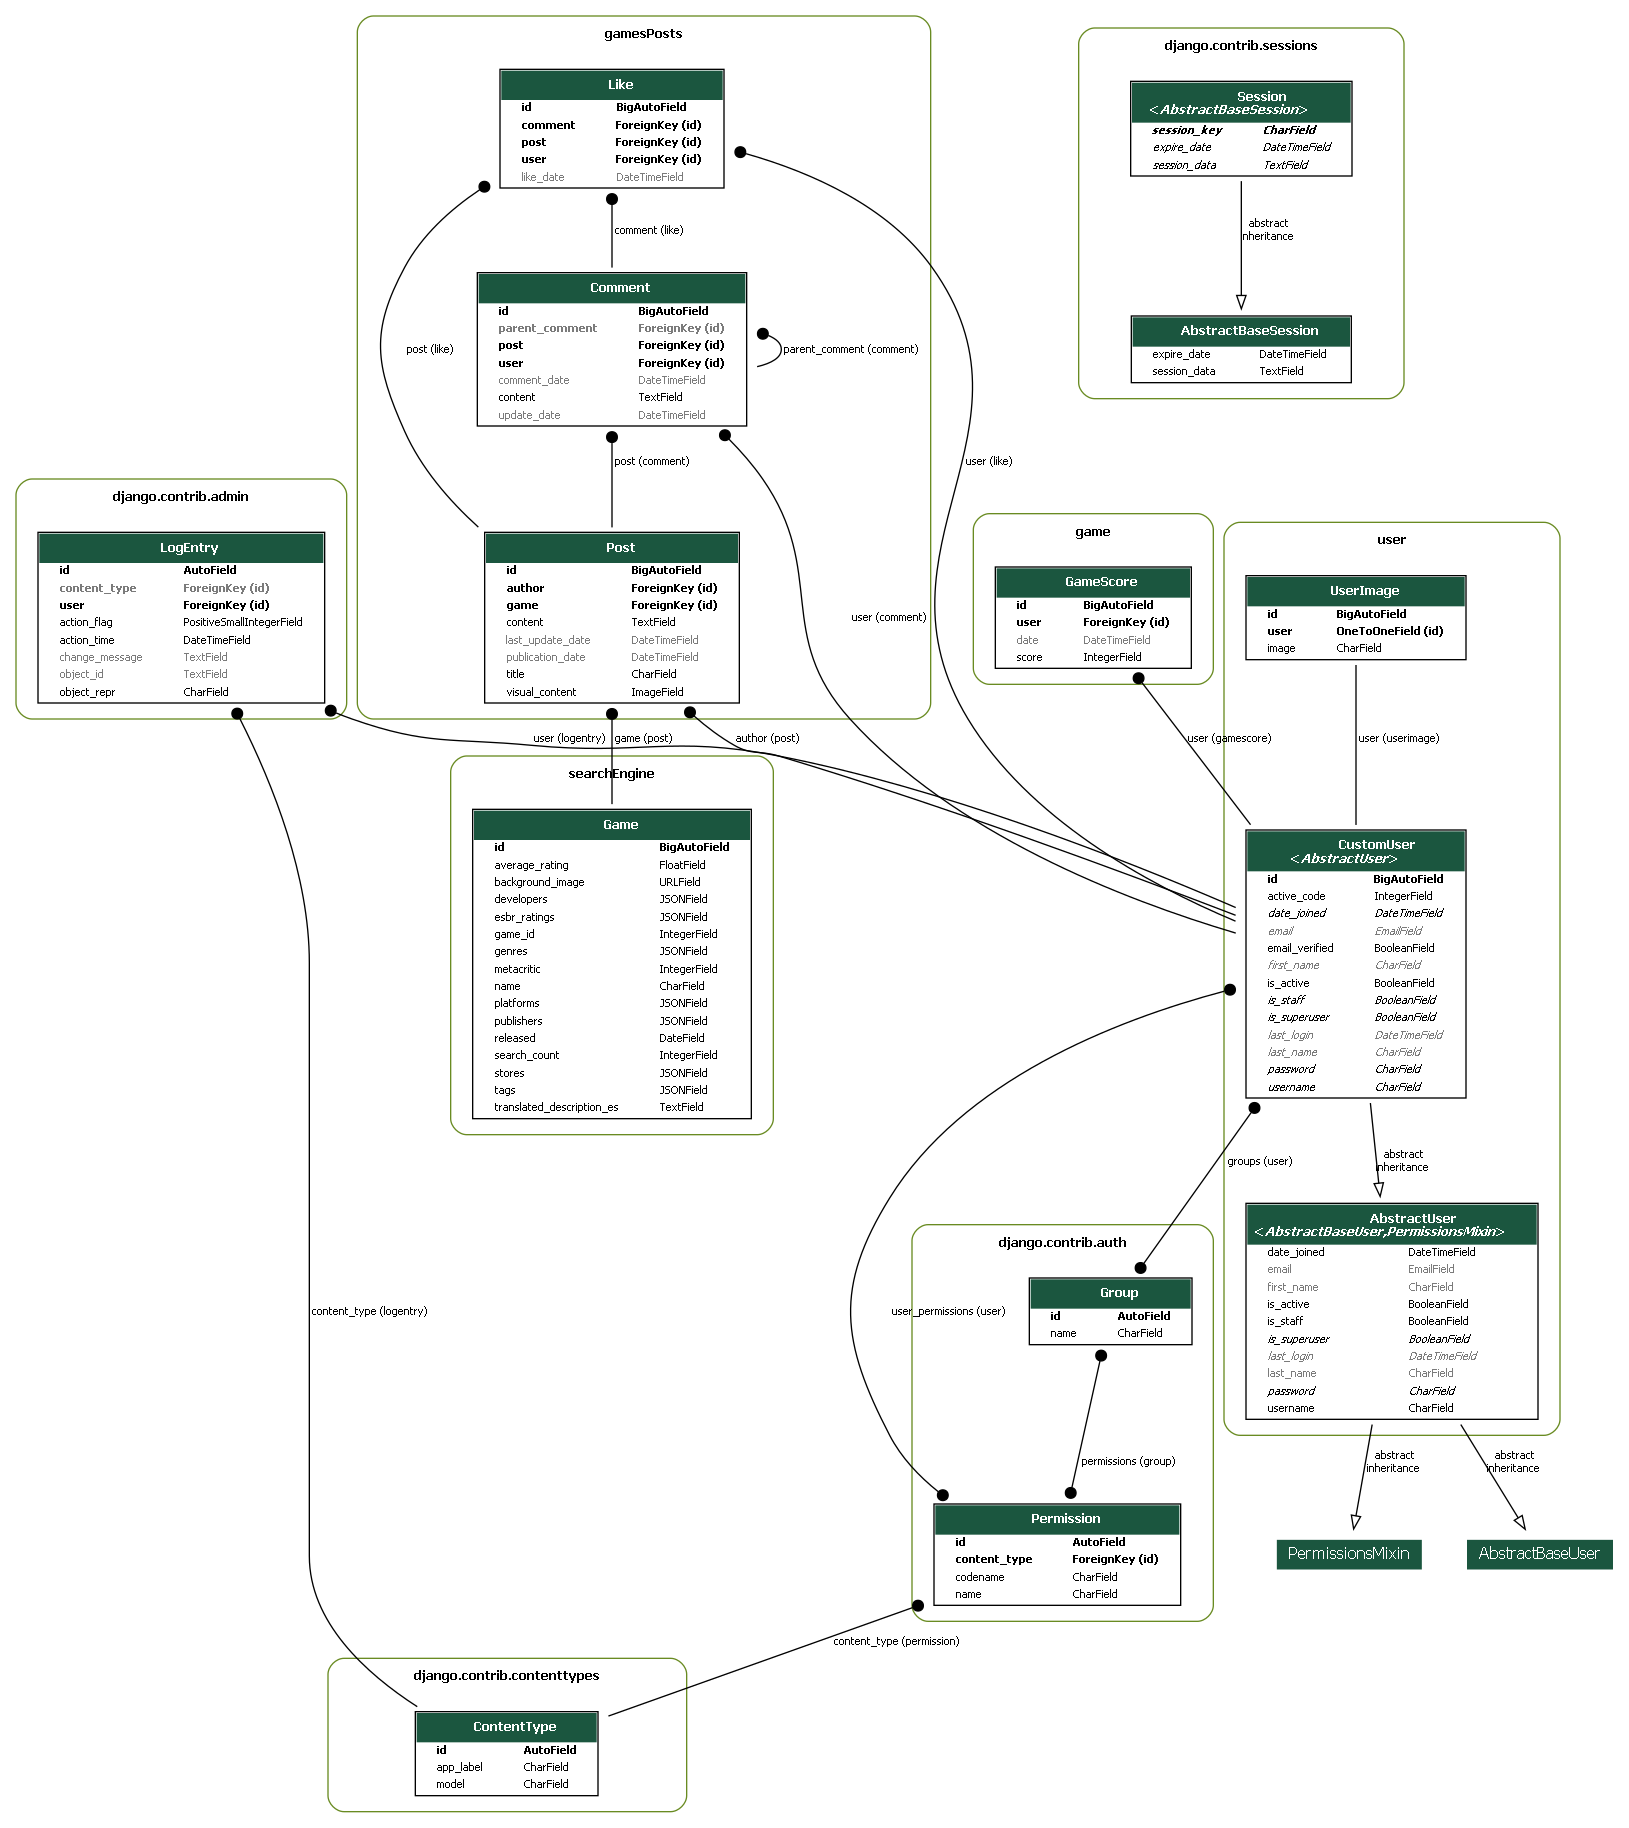 gamesPosts
Like
id BigAutoField
comment ForeignKey (id)
post ForeignKey (id)
user ForeignKey (id)
like_date DateTimeField
comment (like)
post (like)
Comment
id BigAutoField
parent_comment ForeignKey (id)
post ForeignKey (id)
user ForeignKey (id)
comment_date DateTimeField
content TextField
update_date DateTimeField
parent_comment (comment)
post (comment)
user (like)
user (comment)
Post
id BigAutoField
author ForeignKey (id)
game ForeignKey (id)
content TextField
last_update_date DateTimeField
publication_date DateTimeField
title CharField
visual_content ImageField
django.contrib.sessions
Session
<AbstractBaseSession>
session_key CharField
expire_date DateTimeField
session_data TextField
abstract
inheritance
AbstractBaseSession
expire_date DateTimeField
session_data TextField
django.contrib.admin
LogEntry
id AutoField
content_type ForeignKey (id)
user ForeignKey (id)
action_flag PositiveSmallIntegerField
action_time DateTimeField
change_message TextField
object_id TextField
object_repr CharField
user (logentry)
game (post)
author (post)
game
GameScore
id BigAutoField
user ForeignKey (id)
date DateTimeField
score IntegerField
user (gamescore)
user
UserImage
id BigAutoField
user OneToOneField (id)
image CharField
user (userimage)
searchEngine
Game
id BigAutoField
average_rating FloatField
background_image URLField
developers JSONField
esbr_ratings JSONField
game_id IntegerField
genres JSONField
metacritic IntegerField
name CharField
platforms JSONField
publishers JSONField
released DateField
search_count IntegerField
stores JSONField
tags JSONField
translated_description_es TextField
CustomUser
<AbstractUser>
id BigAutoField
active_code IntegerField
date_joined DateTimeField
email EmailField
email_verified BooleanField
first_name CharField
is_active BooleanField
is_staff BooleanField
is_superuser BooleanField
last_login DateTimeField
last_name CharField
password CharField
username CharField
groups (user)
abstract
inheritance
AbstractUser
<AbstractBaseUser,PermissionsMixin>
date_joined DateTimeField
email EmailField
first_name CharField
is_active BooleanField
is_staff BooleanField
is_superuser BooleanField
last_login DateTimeField
last_name CharField
password CharField
username CharField
abstract
inheritance
abstract
inheritance
PermissionsMixin
AbstractBaseUser
django.contrib.auth
Group
id AutoField
name CharField
content_type (logentry)
user_permissions (user)
permissions (group)
Permission
id AutoField
content_type ForeignKey (id)
codename CharField
name CharField
content_type (permission)
django.contrib.contenttypes
ContentType
id AutoField
app_label CharField
model CharField